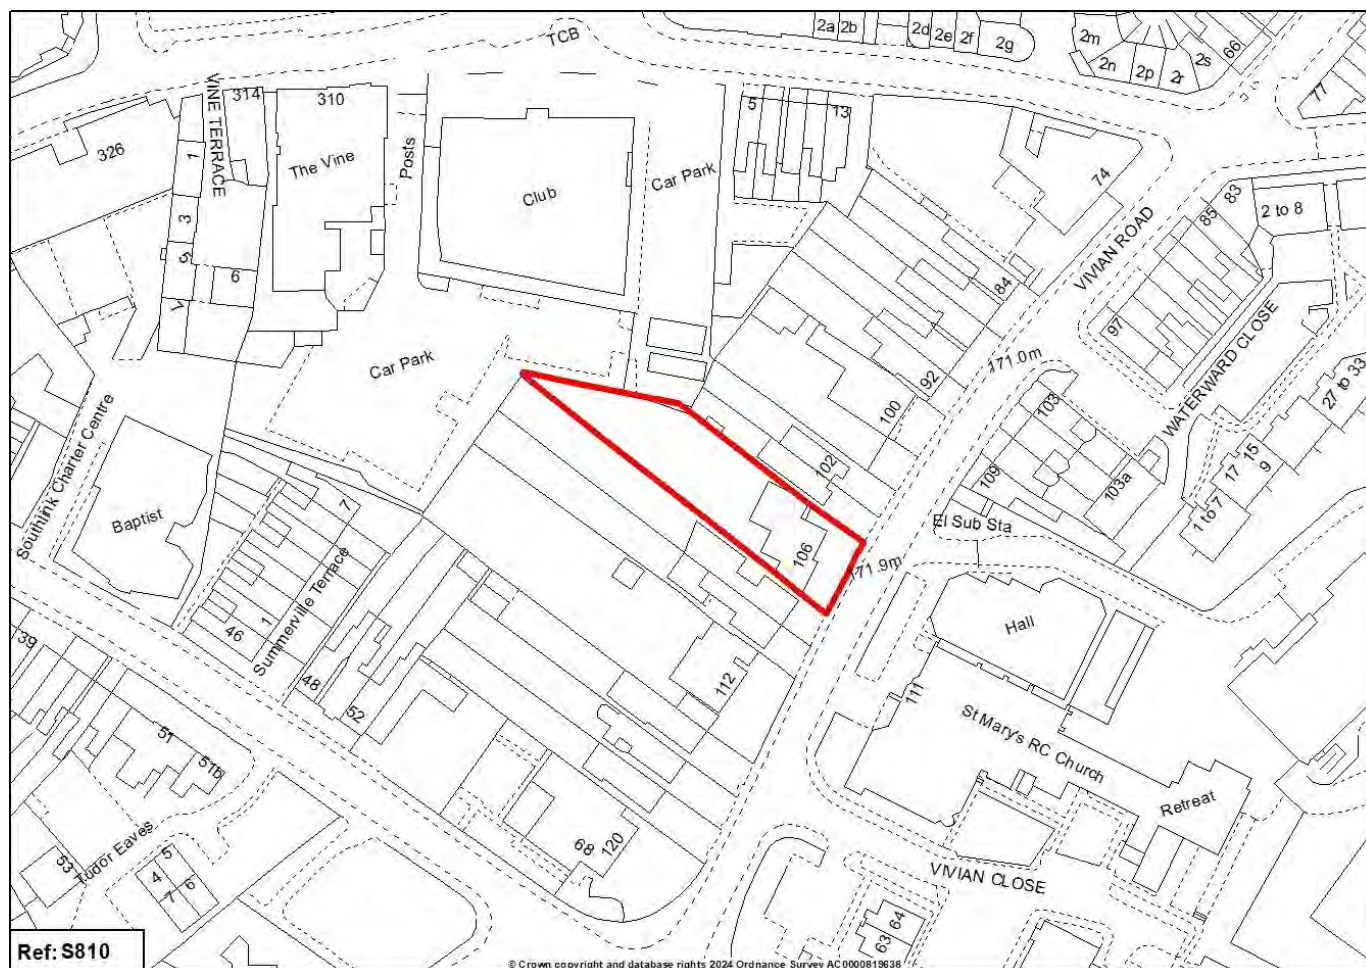 TCB
2a
2b
2d
2e
2f
2g
2m
2n
2p
2r
2s
66
77
VINE TERRACE
314
310
326
1
The Vine
Posts
Club
Car Park
5
13
74
VIVIAN ROAD
85
83
2 to 8
3
5
6
7
84
97
WATERWARD CLOSE
171.0m
Car Park
92
100
103
27 to 33
102
109
103a
15
17
9
1 to 7
Southlink Charter Centre
Baptist
7
El Sub Sta
106
171.9m
Summerville Terrace
1
46
39
48
52
112
Hall
111
St Mary's RC Church
Retreat
51
51b
68
120
VIVIAN CLOSE
53
Tudor Eaves
5
4
6
7
64
63
Ref: S810
© Crown copyright and database rights 2024 Ordnance Survey AC0000819638